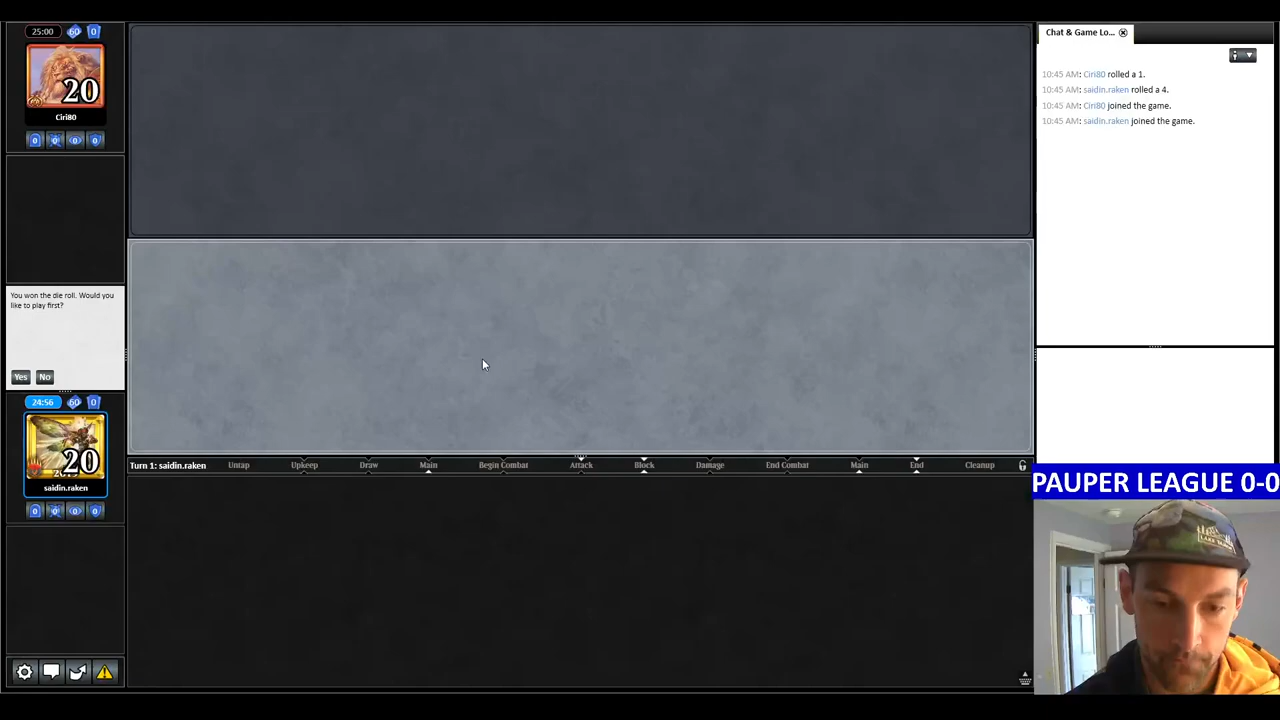 25:00 60 0
20
Ciri80
0 0 0 0
You won the die roll. Would you
like to play first?
Yes No
24:56 60 0
20
saidin.raken
0 0 0 0
Turn 1: saidin.raken Untap Upkeep Draw Main Begin Combat Attack Block Damage End Combat Main End Cleanup
Chat & Game Lo...
10:45 AM: Ciri80 rolled a 1.
10:45 AM: saidin.raken rolled a 4.
10:45 AM: Ciri80 joined the game.
10:45 AM: saidin.raken joined the game.
PAUPER LEAGUE 0-0